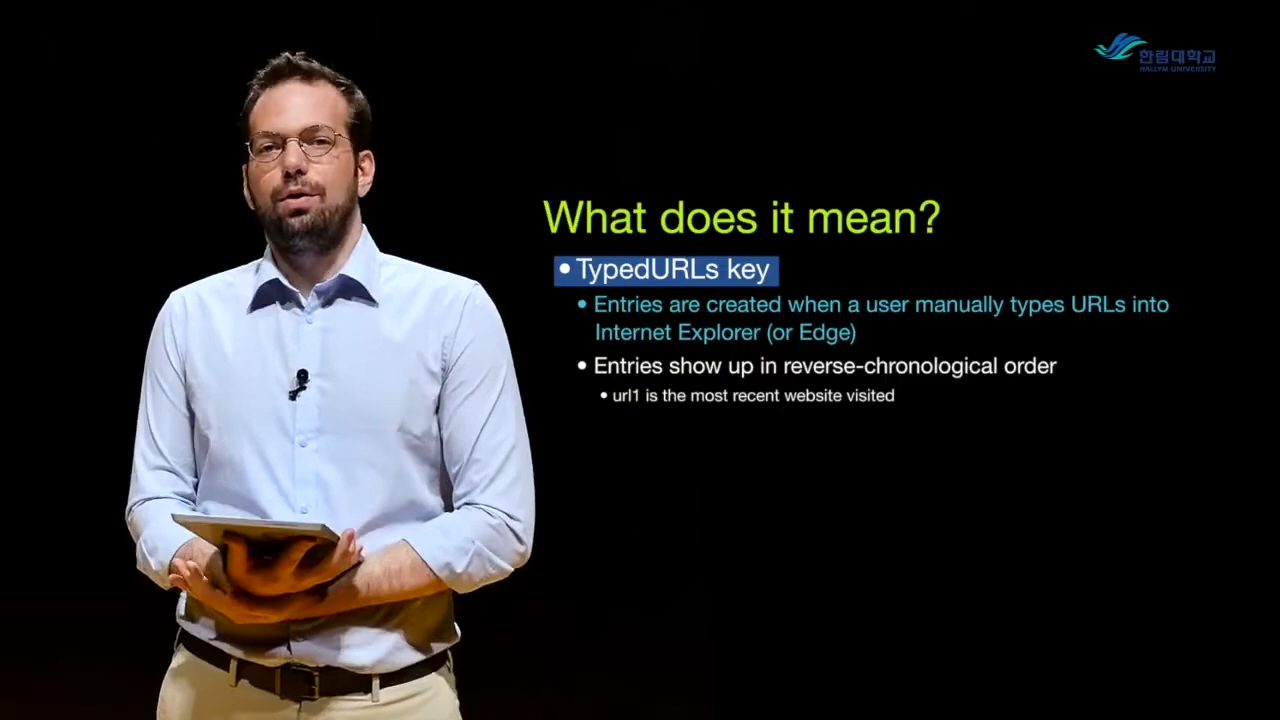 한림대학교
HALLYM UNIVERSITY
What does it mean?
• TypedURLs key
• Entries are created when a user manually types URLs into
Internet Explorer (or Edge)
• Entries show up in reverse-chronological order
• url1 is the most recent website visited